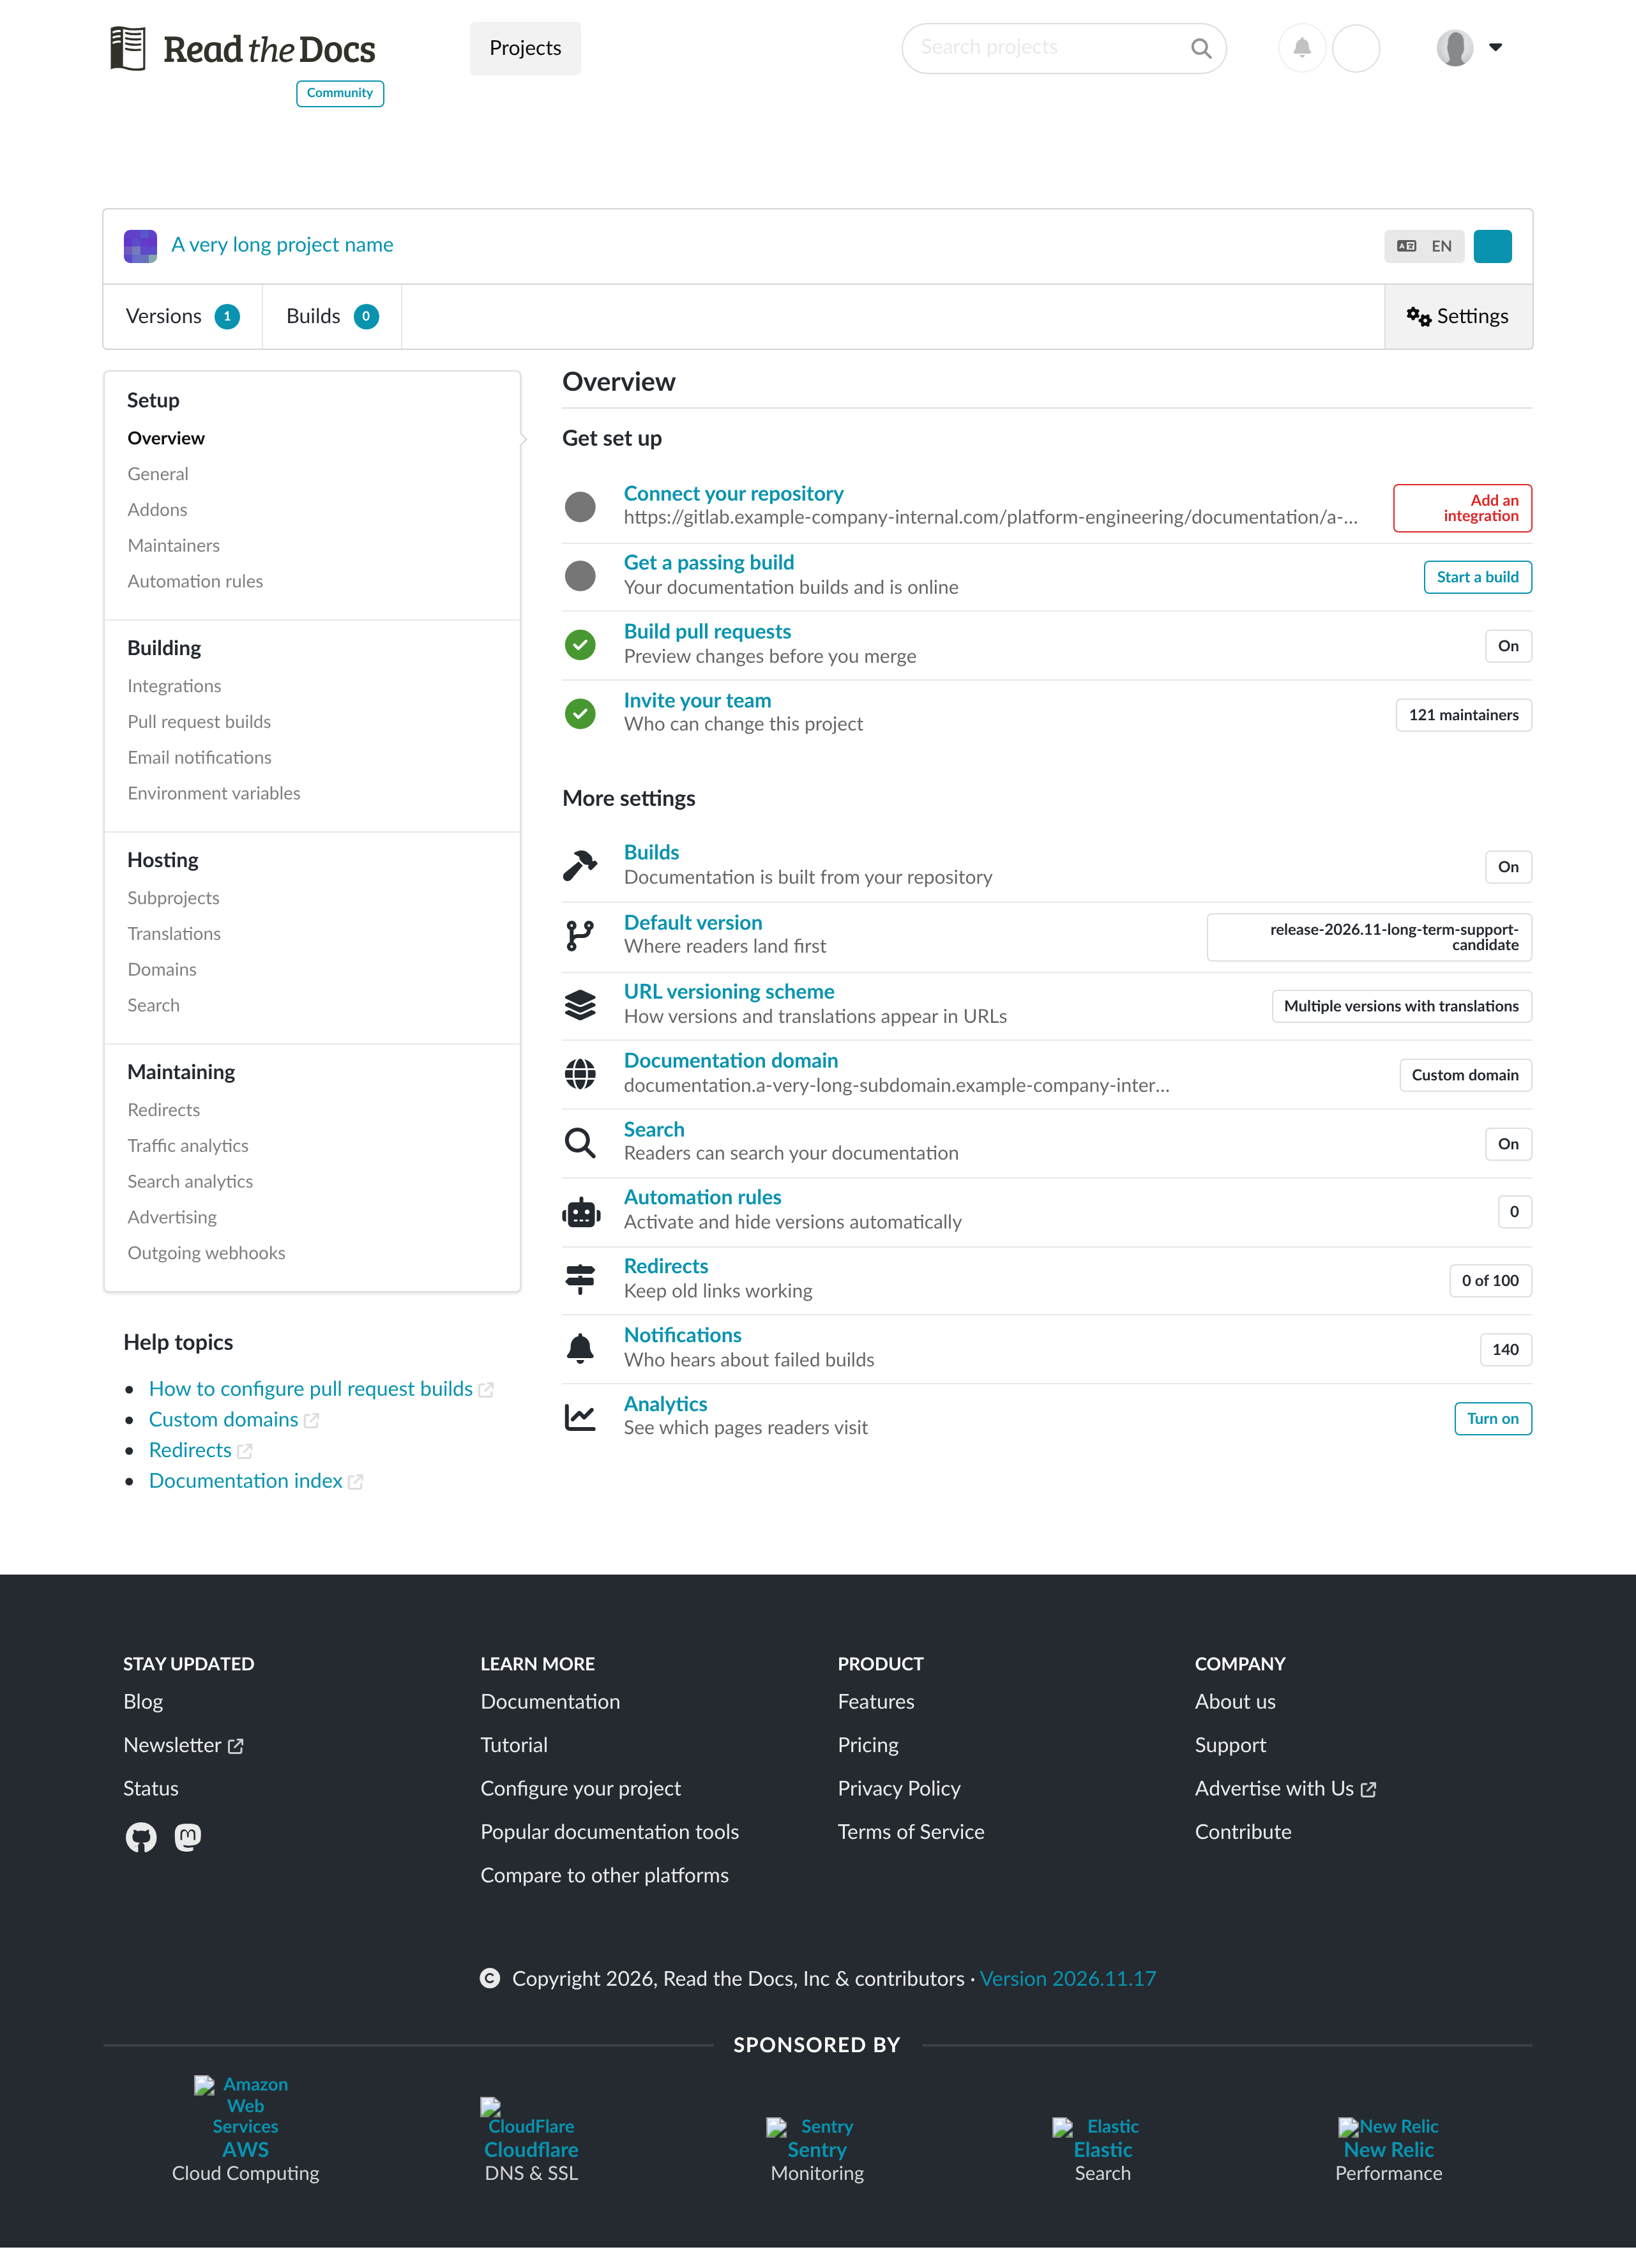 Read the Docs
Community
Projects
Search projects
A very long project name
EN
Versions 1
Builds 0
Settings
Setup
Overview
General
Addons
Maintainers
Automation rules
Building
Integrations
Pull request builds
Email notifications
Environment variables
Hosting
Subprojects
Translations
Domains
Search
Maintaining
Redirects
Traffic analytics
Search analytics
Advertising
Outgoing webhooks
Help topics
How to configure pull request builds
Custom domains
Redirects
Documentation index
Overview
Get set up
Connect your repository
https://gitlab.example-company-internal.com/platform-engineering/documentation/a-...
Add an
integration
Get a passing build
Your documentation builds and is online
Start a build
Build pull requests
Preview changes before you merge
On
Invite your team
Who can change this project
121 maintainers
More settings
Builds
Documentation is built from your repository
On
Default version
Where readers land first
release-2026.11-long-term-support-
candidate
URL versioning scheme
How versions and translations appear in URLs
Multiple versions with translations
Documentation domain
documentation.a-very-long-subdomain.example-company-inter...
Custom domain
Search
Readers can search your documentation
On
Automation rules
Activate and hide versions automatically
0
Redirects
Keep old links working
0 of 100
Notifications
Who hears about failed builds
140
Analytics
See which pages readers visit
Turn on
STAY UPDATED
Blog
Newsletter
Status
LEARN MORE
Documentation
Tutorial
Configure your project
Popular documentation tools
Compare to other platforms
PRODUCT
Features
Pricing
Privacy Policy
Terms of Service
COMPANY
About us
Support
Advertise with Us
Contribute
Copyright 2026, Read the Docs, Inc & contributors · Version 2026.11.17
SPONSORED BY
Amazon
Web
Services
AWS
Cloud Computing
CloudFlare
Cloudflare
DNS & SSL
Sentry
Sentry
Monitoring
Elastic
Elastic
Search
New Relic
New Relic
Performance